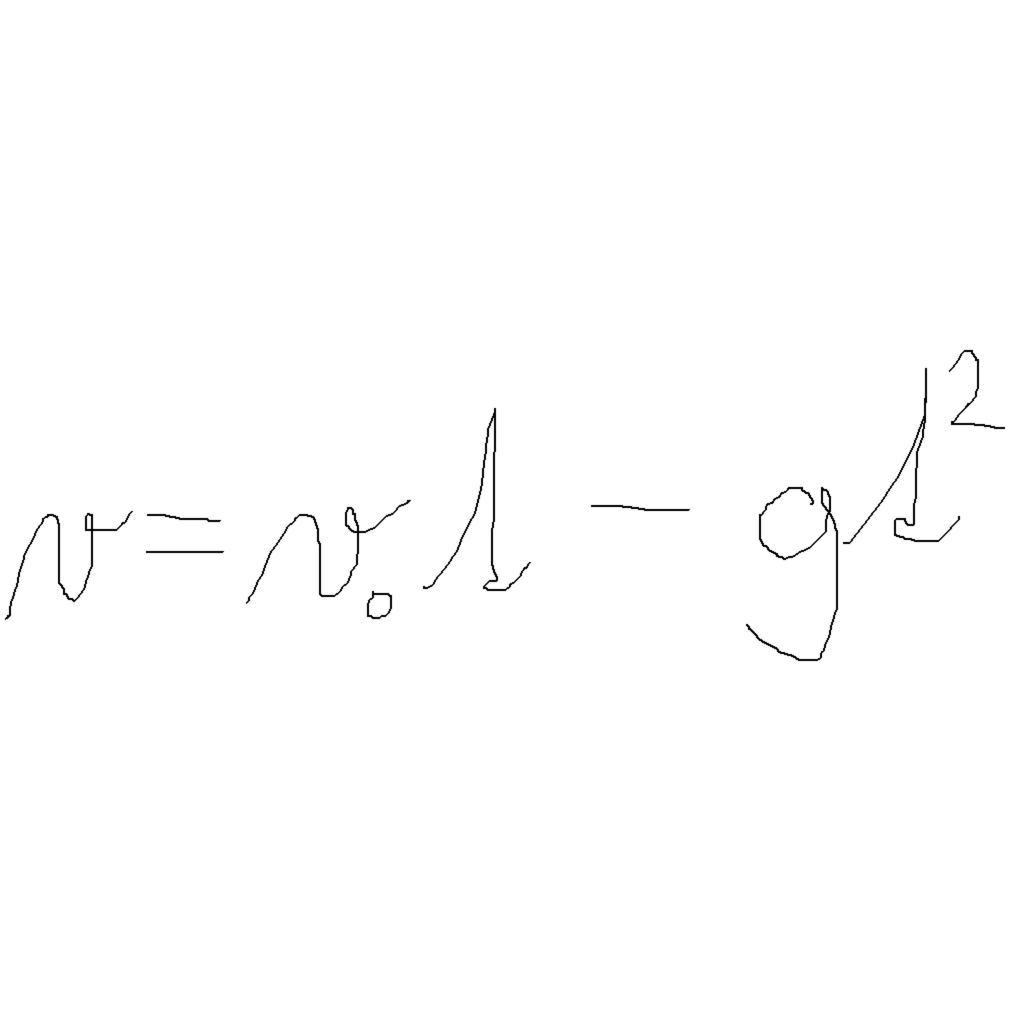 v = v₀t - gt²